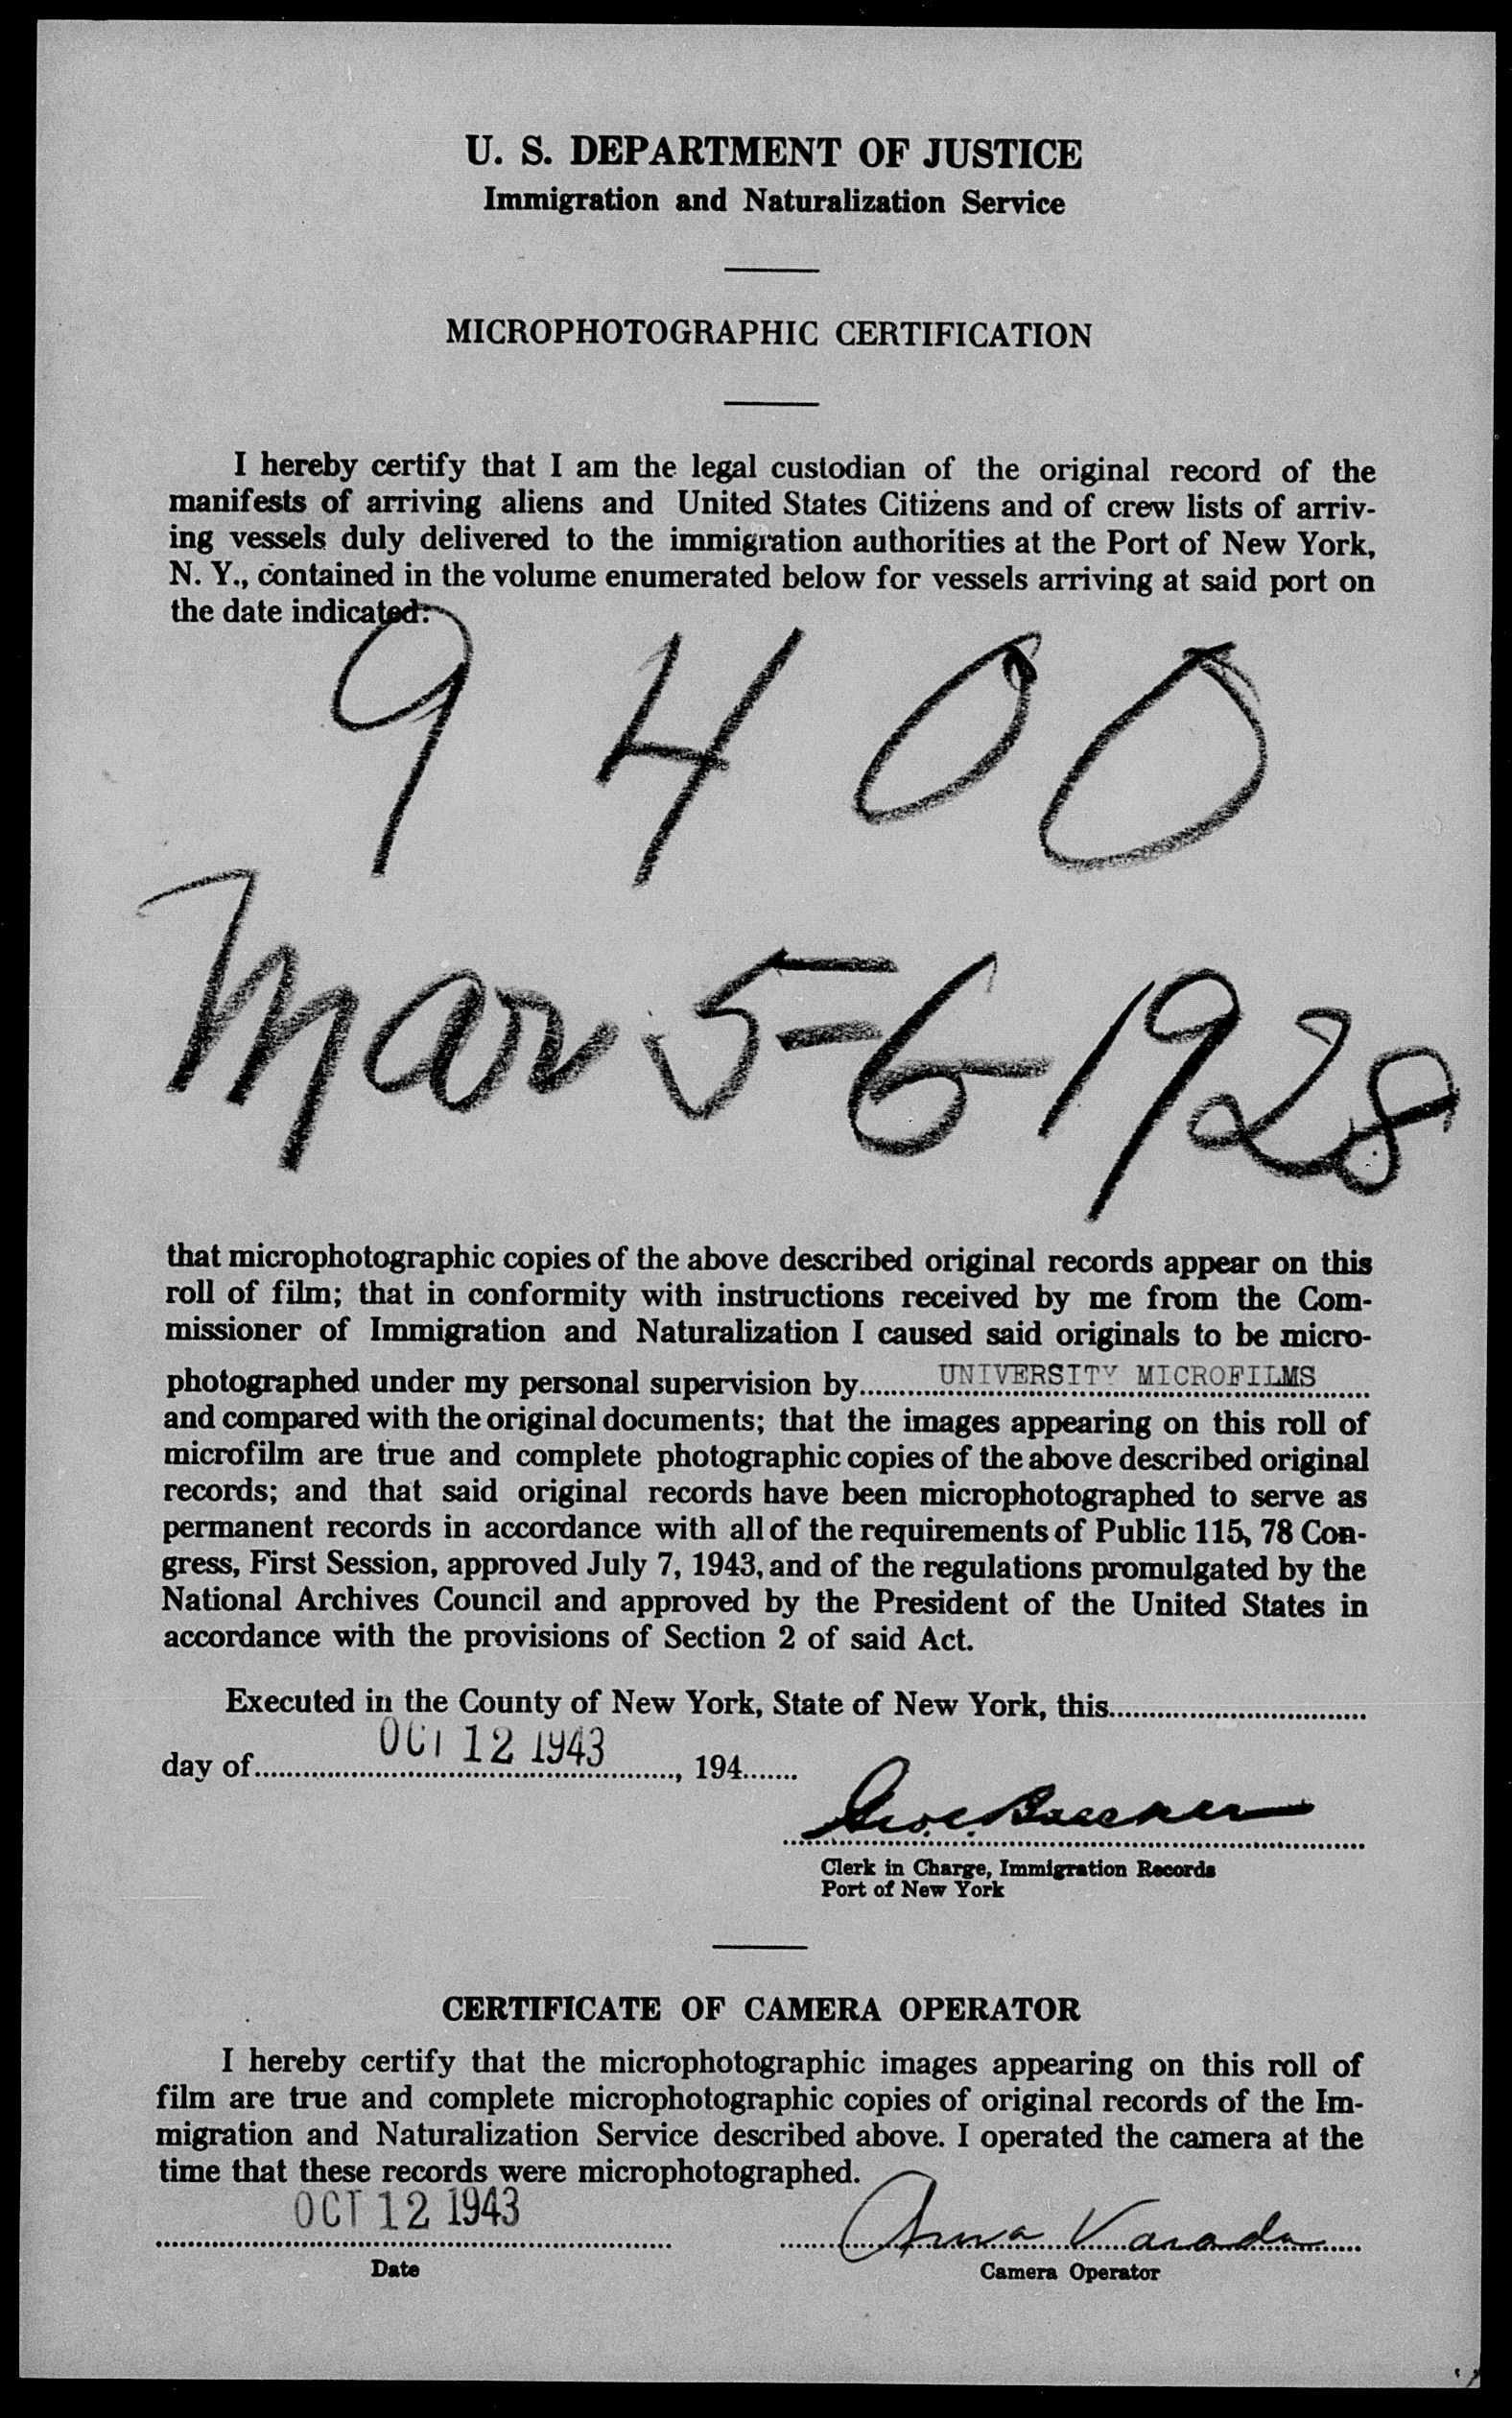 U. S. DEPARTMENT OF JUSTICE
Immigration and Naturalization Service
MICROPHOTOGRAPHIC CERTIFICATION
I hereby certify that I am the legal custodian of the original record of the
manifests of arriving aliens and United States Citizens and of crew lists of arriv-
ing vessels duly delivered to the immigration authorities at the Port of New York,
N. Y., contained in the volume enumerated below for vessels arriving at said port on
the date indicated:
9400
Mar 5-6-1928
that microphotographic copies of the above described original records appear on this
roll of film; that in conformity with instructions received by me from the Com-
missioner of Immigration and Naturalization I caused said originals to be micro-
photographed under my personal supervision by UNIVERSITY MICROFILMS
and compared with the original documents; that the images appearing on this roll of
microfilm are true and complete photographic copies of the above described original
records; and that said original records have been microphotographed to serve as
permanent records in accordance with all of the requirements of Public 115, 78 Con-
gress, First Session, approved July 7, 1943, and of the regulations promulgated by the
National Archives Council and approved by the President of the United States in
accordance with the provisions of Section 2 of said Act.
Executed in the County of New York, State of New York, this
day of OCT 12 1943, 194
Clerk in Charge, Immigration Records
Port of New York
CERTIFICATE OF CAMERA OPERATOR
I hereby certify that the microphotographic images appearing on this roll of
film are true and complete microphotographic copies of original records of the Im-
migration and Naturalization Service described above. I operated the camera at the
time that these records were microphotographed.
OCT 12 1943 Anna Varada
Date Camera Operator